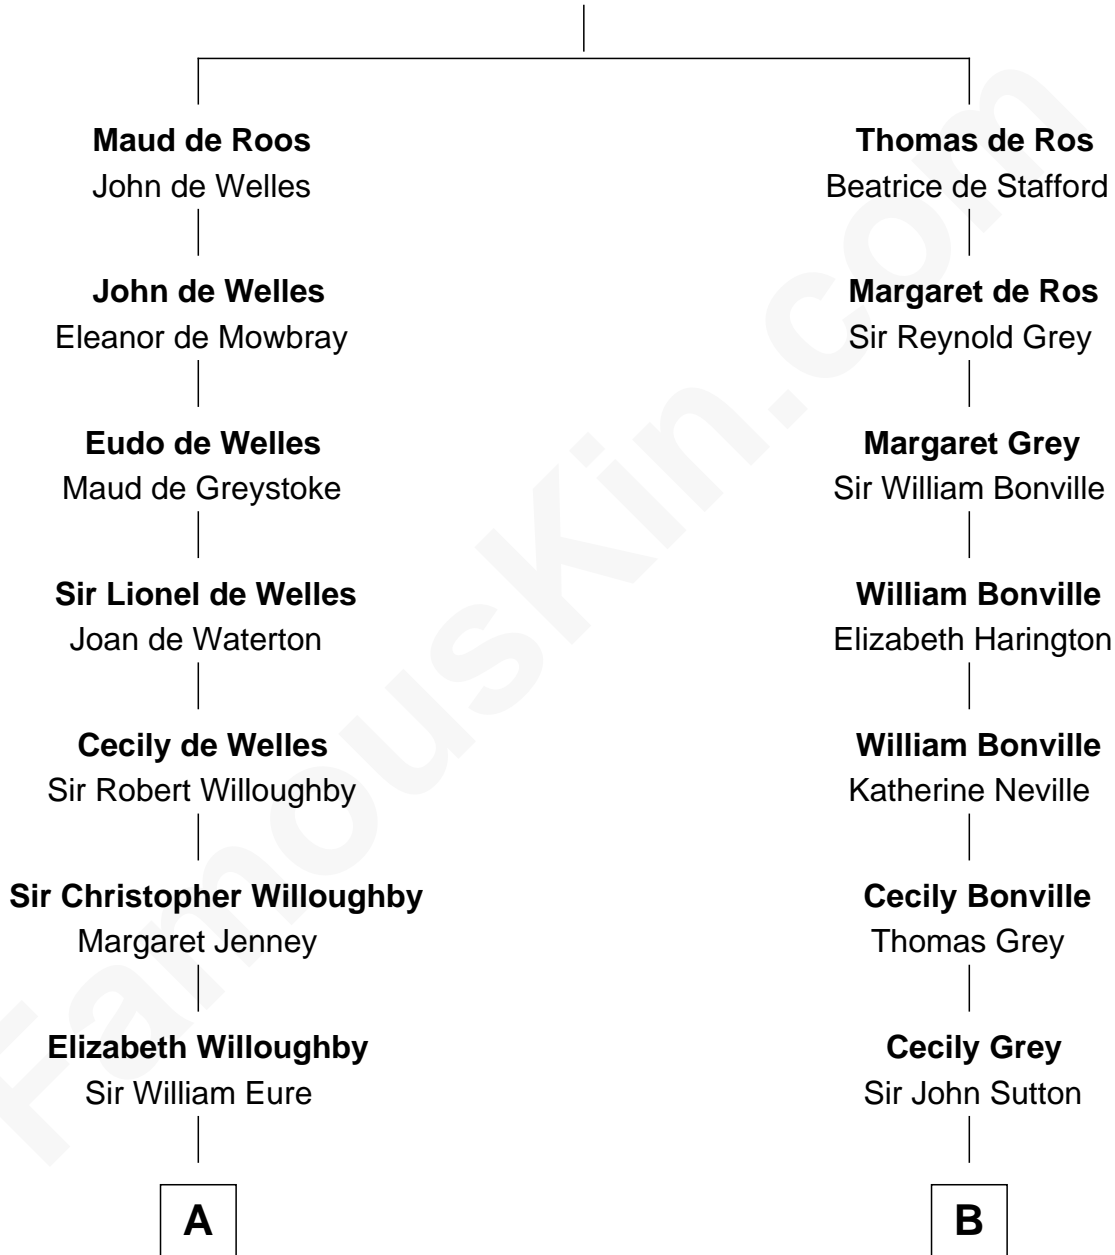 Maud de Roos
John de Welles
John de Welles
Eleanor de Mowbray
Eudo de Welles
Maud de Greystoke
Sir Lionel de Welles
Joan de Waterton
Cecily de Welles
Sir Robert Willoughby
Sir Christopher Willoughby
Margaret Jenney
Elizabeth Willoughby
Sir William Eure
A
Thomas de Ros
Beatrice de Stafford
Margaret de Ros
Sir Reynold Grey
Margaret Grey
Sir William Bonville
William Bonville
Elizabeth Harington
William Bonville
Katherine Neville
Cecily Bonville
Thomas Grey
Cecily Grey
Sir John Sutton
B
FamousKin.com